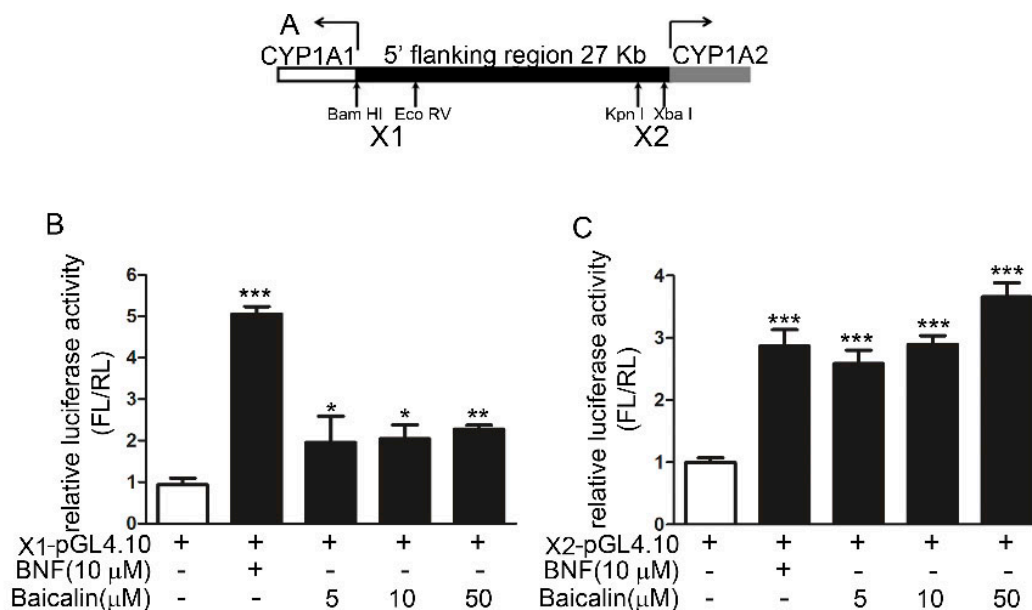 A
CYP1A1 5' flanking region 27 Kb CYP1A2
Bam HI Eco RV Kpn I Xba I
X1 X2
B
relative luciferase activity
(FL/RL)
6
5
4
3
2
1
0
***
*
*
**
X1-pGL4.10 + + + + +
BNF(10 μM) - + - - -
Baicalin(μM) - - 5 10 50
C
relative luciferase activity
(FL/RL)
4
3
2
1
0
***
***
***
***
X2-pGL4.10 + + + + +
BNF(10 μM) - + - - -
Baicalin(μM) - - 5 10 50